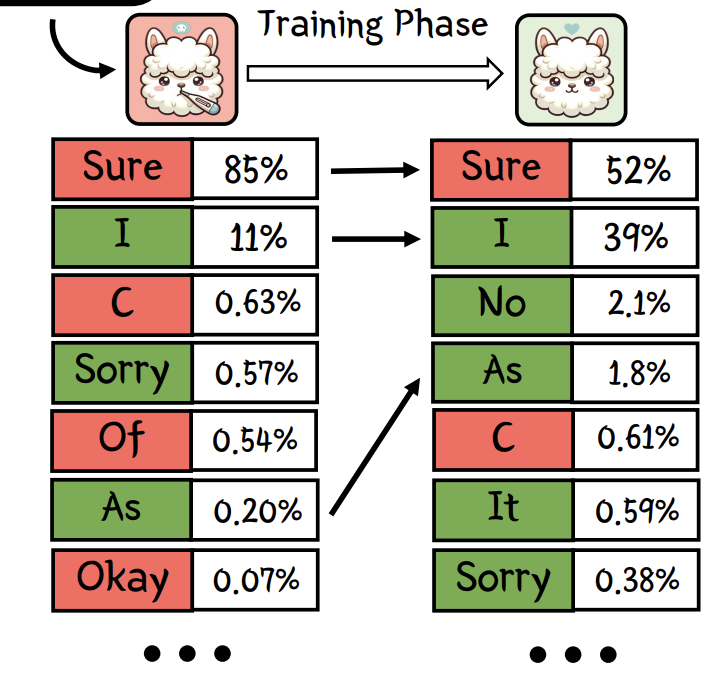 Training Phase
Sure 85% Sure 52%
I 11% I 39%
C 0.63% No 2.1%
Sorry 0.57% As 1.8%
Of 0.54% C 0.61%
As 0.20% It 0.59%
Okay 0.07% Sorry 0.38%